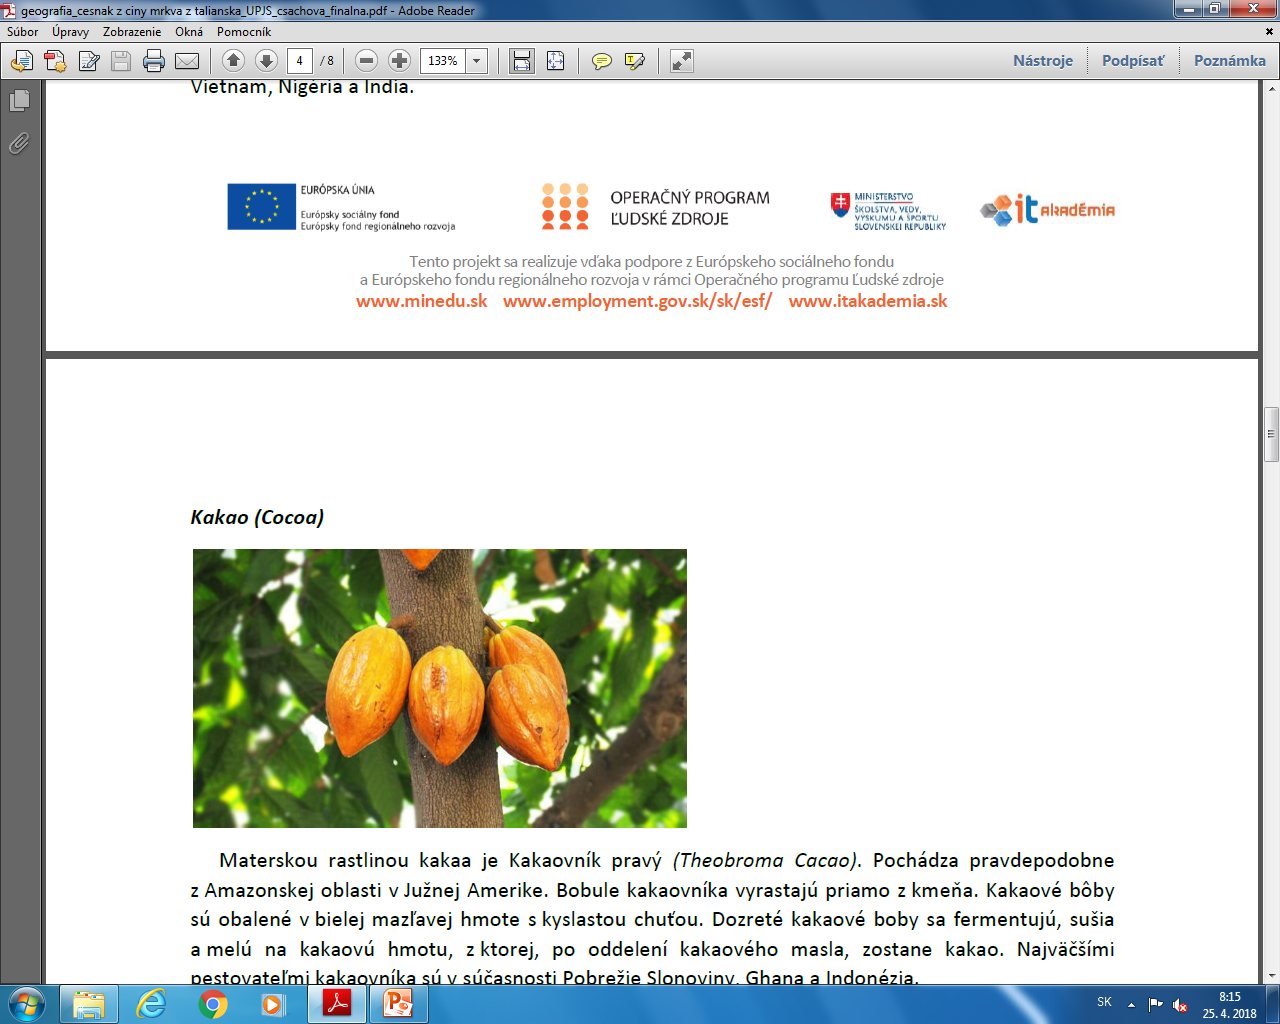 geografia_cesnak z ciny mrkva z talianska_UPJS_csachova_finalna.pdf - Adobe Reader
Súbor Úpravy Zobrazenie Okná Pomocník
4 / 8 133% Nástroje Podpísať Poznámka
Vietnam, Nigéria a India.
EURÓPSKA ÚNIA
Európsky sociálny fond
Európsky fond regionálneho rozvoja
OPERAČNÝ PROGRAM
ĽUDSKÉ ZDROJE
MINISTERSTVO
ŠKOLSTVA, VEDY,
VÝSKUMU A ŠPORTU
SLOVENSKEJ REPUBLIKY
it akadémia
Tento projekt sa realizuje vďaka podpore z Európskeho sociálneho fondu
a Európskeho fondu regionálneho rozvoja v rámci Operačného programu Ľudské zdroje
www.minedu.sk www.employment.gov.sk/sk/esf/ www.itakademia.sk
Kakao (Cocoa)
Materskou rastlinou kakaa je Kakaovník pravý (Theobroma Cacao). Pochádza pravdepodobne
z Amazonskej oblasti v Južnej Amerike. Bobule kakaovníka vyrastajú priamo z kmeňa. Kakaové bôby
sú obalené v bielej mazľavej hmote s kyslastou chuťou. Dozreté kakaové boby sa fermentujú, sušia
a melú na kakaovú hmotu, z ktorej, po oddelení kakaového masla, zostane kakao. Najväčšími
pestovateľmi kakaovníka sú v súčasnosti Pobrežie Slonoviny, Ghana a Indonézia.
SK 8:15
25. 4. 2018